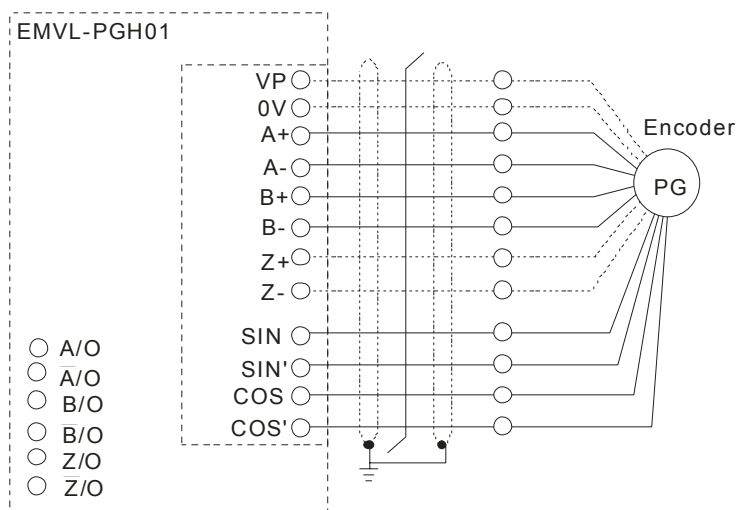 EMVL-PGH01
VP
0V
A+
A-
B+
B-
Z+
Z-
SIN
SIN'
COS
COS'
Encoder
PG
A/O
A̅/O
B/O
B̅/O
Z/O
Z̅/O